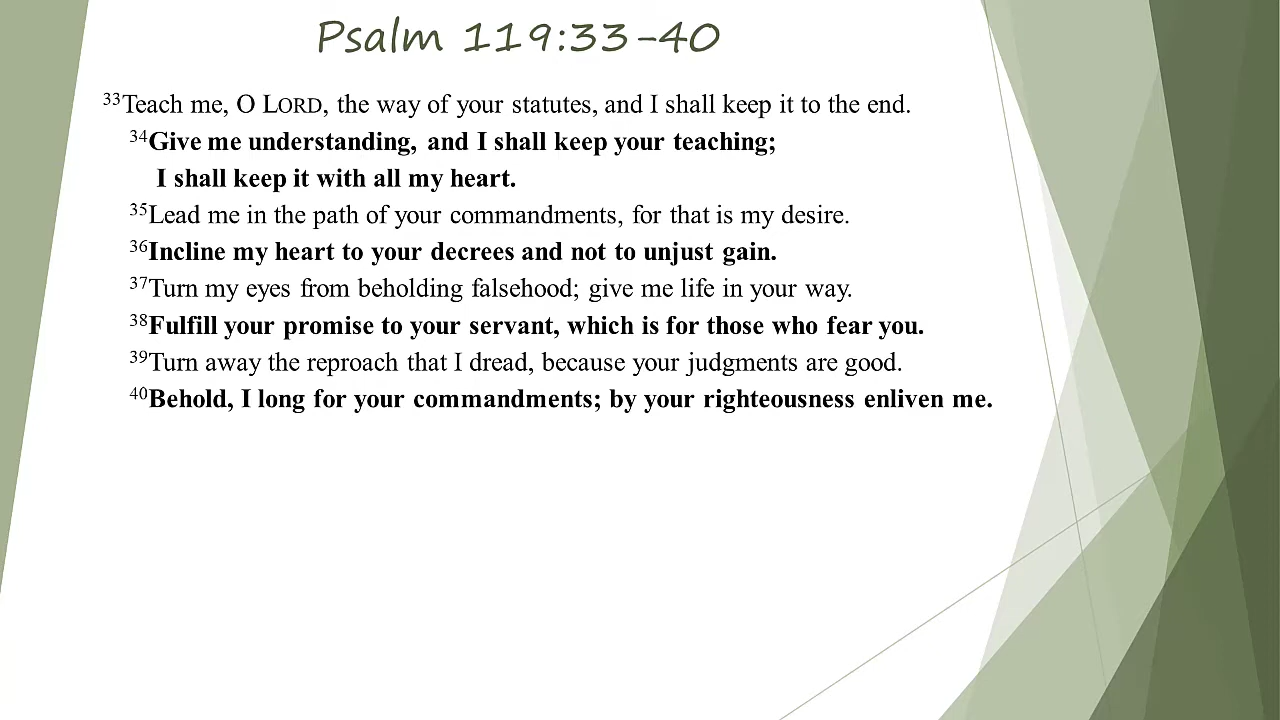 Psalm 119:33-40
33Teach me, O LORD, the way of your statutes, and I shall keep it to the end.
34Give me understanding, and I shall keep your teaching;
I shall keep it with all my heart.
35Lead me in the path of your commandments, for that is my desire.
36Incline my heart to your decrees and not to unjust gain.
37Turn my eyes from beholding falsehood; give me life in your way.
38Fulfill your promise to your servant, which is for those who fear you.
39Turn away the reproach that I dread, because your judgments are good.
40Behold, I long for your commandments; by your righteousness enliven me.